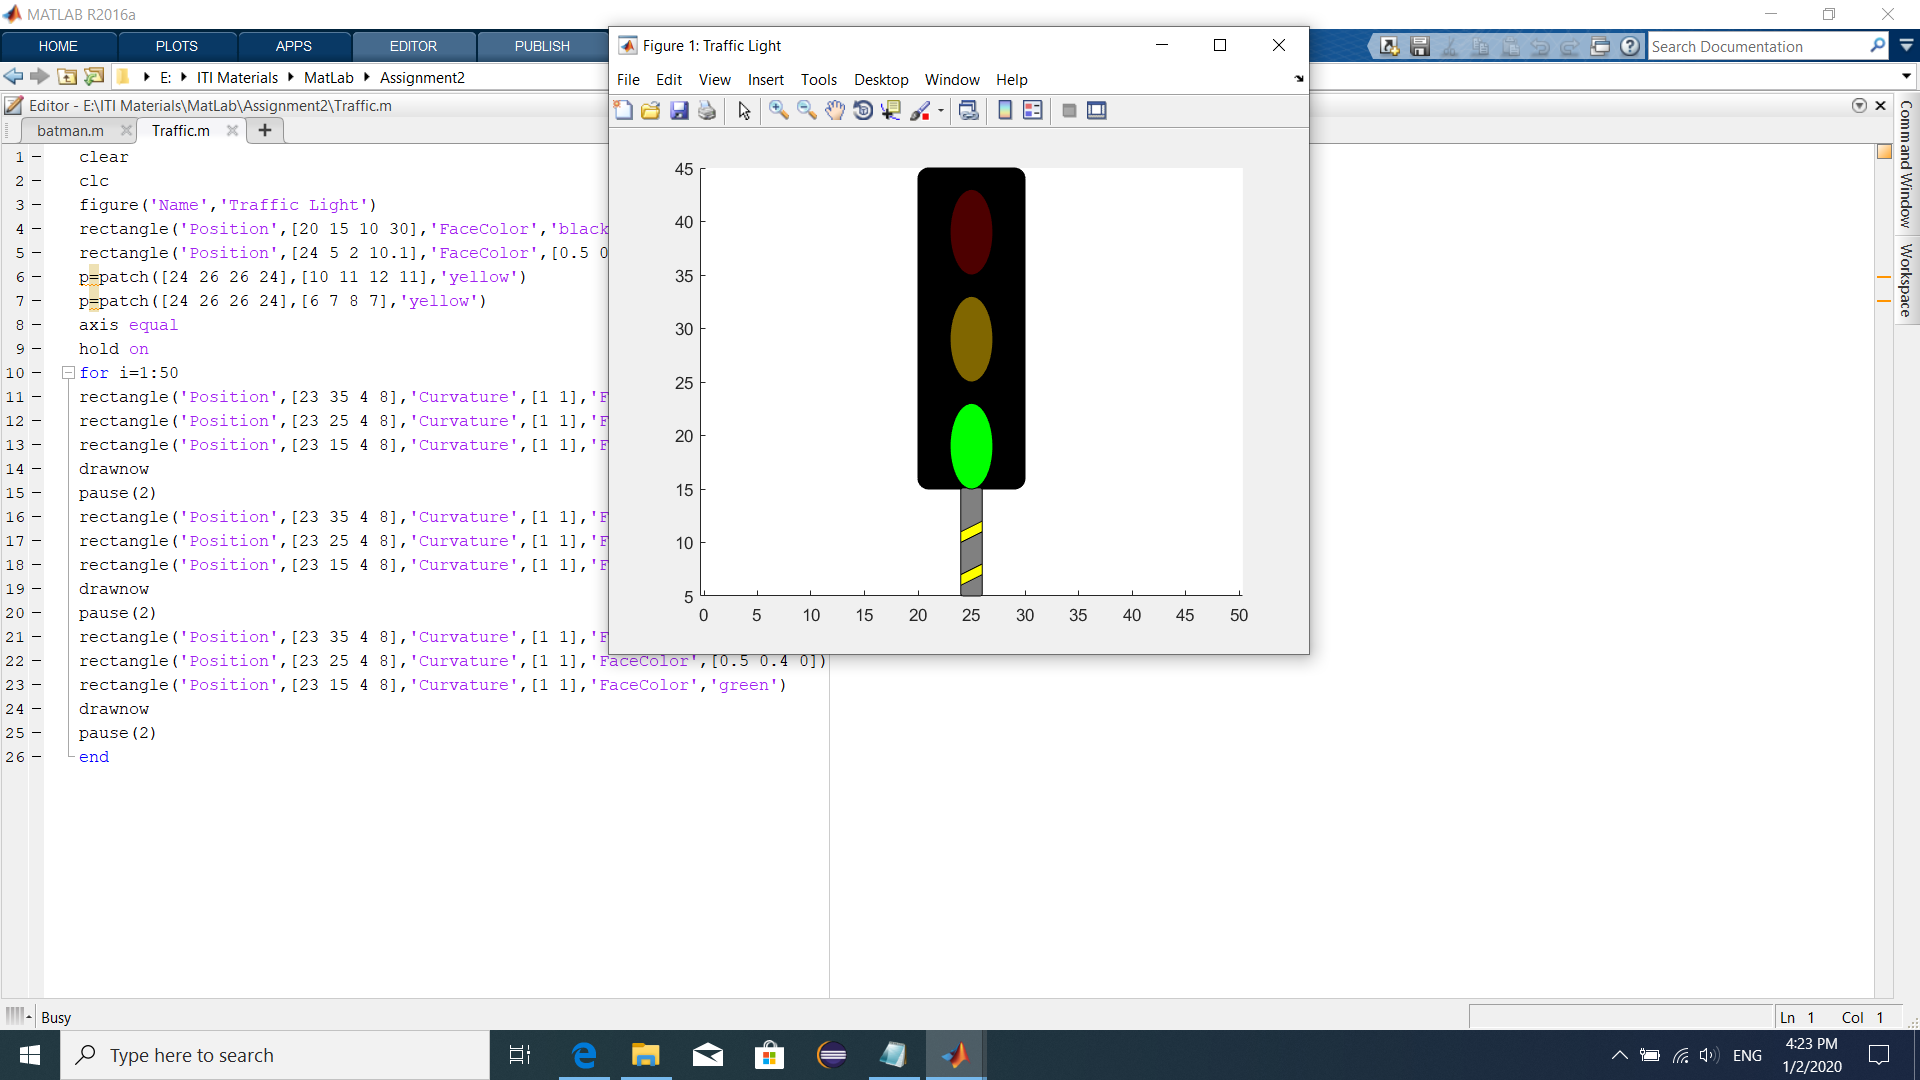 MATLAB R2016a
HOME PLOTS APPS EDITOR PUBLISH
Search Documentation
E: ITI Materials MatLab Assignment2
Editor - E:\ITI Materials\MatLab\Assignment2\Traffic.m
batman.m Traffic.m +
1 clear
2 clc
3 figure('Name','Traffic Light')
4 rectangle('Position',[20 15 10 30],'FaceColor','black
5 rectangle('Position',[24 5 2 10.1],'FaceColor',[0.5 0
6 p=patch([24 26 26 24],[10 11 12 11],'yellow')
7 p=patch([24 26 26 24],[6 7 8 7],'yellow')
8 axis equal
9 hold on
10 for i=1:50
11 rectangle('Position',[23 35 4 8],'Curvature',[1 1],'F
12 rectangle('Position',[23 25 4 8],'Curvature',[1 1],'F
13 rectangle('Position',[23 15 4 8],'Curvature',[1 1],'F
14 drawnow
15 pause(2)
16 rectangle('Position',[23 35 4 8],'Curvature',[1 1],'F
17 rectangle('Position',[23 25 4 8],'Curvature',[1 1],'F
18 rectangle('Position',[23 15 4 8],'Curvature',[1 1],'F
19 drawnow
20 pause(2)
21 rectangle('Position',[23 35 4 8],'Curvature',[1 1],'F
22 rectangle('Position',[23 25 4 8],'Curvature',[1 1],'FaceColor',[0.5 0.4 0])
23 rectangle('Position',[23 15 4 8],'Curvature',[1 1],'FaceColor','green')
24 drawnow
25 pause(2)
26 end
Figure 1: Traffic Light
File Edit View Insert Tools Desktop Window Help
45
40
35
30
25
20
15
10
5
0 5 10 15 20 25 30 35 40 45 50
Command Window
Workspace
Busy
Ln 1 Col 1
Type here to search
ENG
4:23 PM
1/2/2020